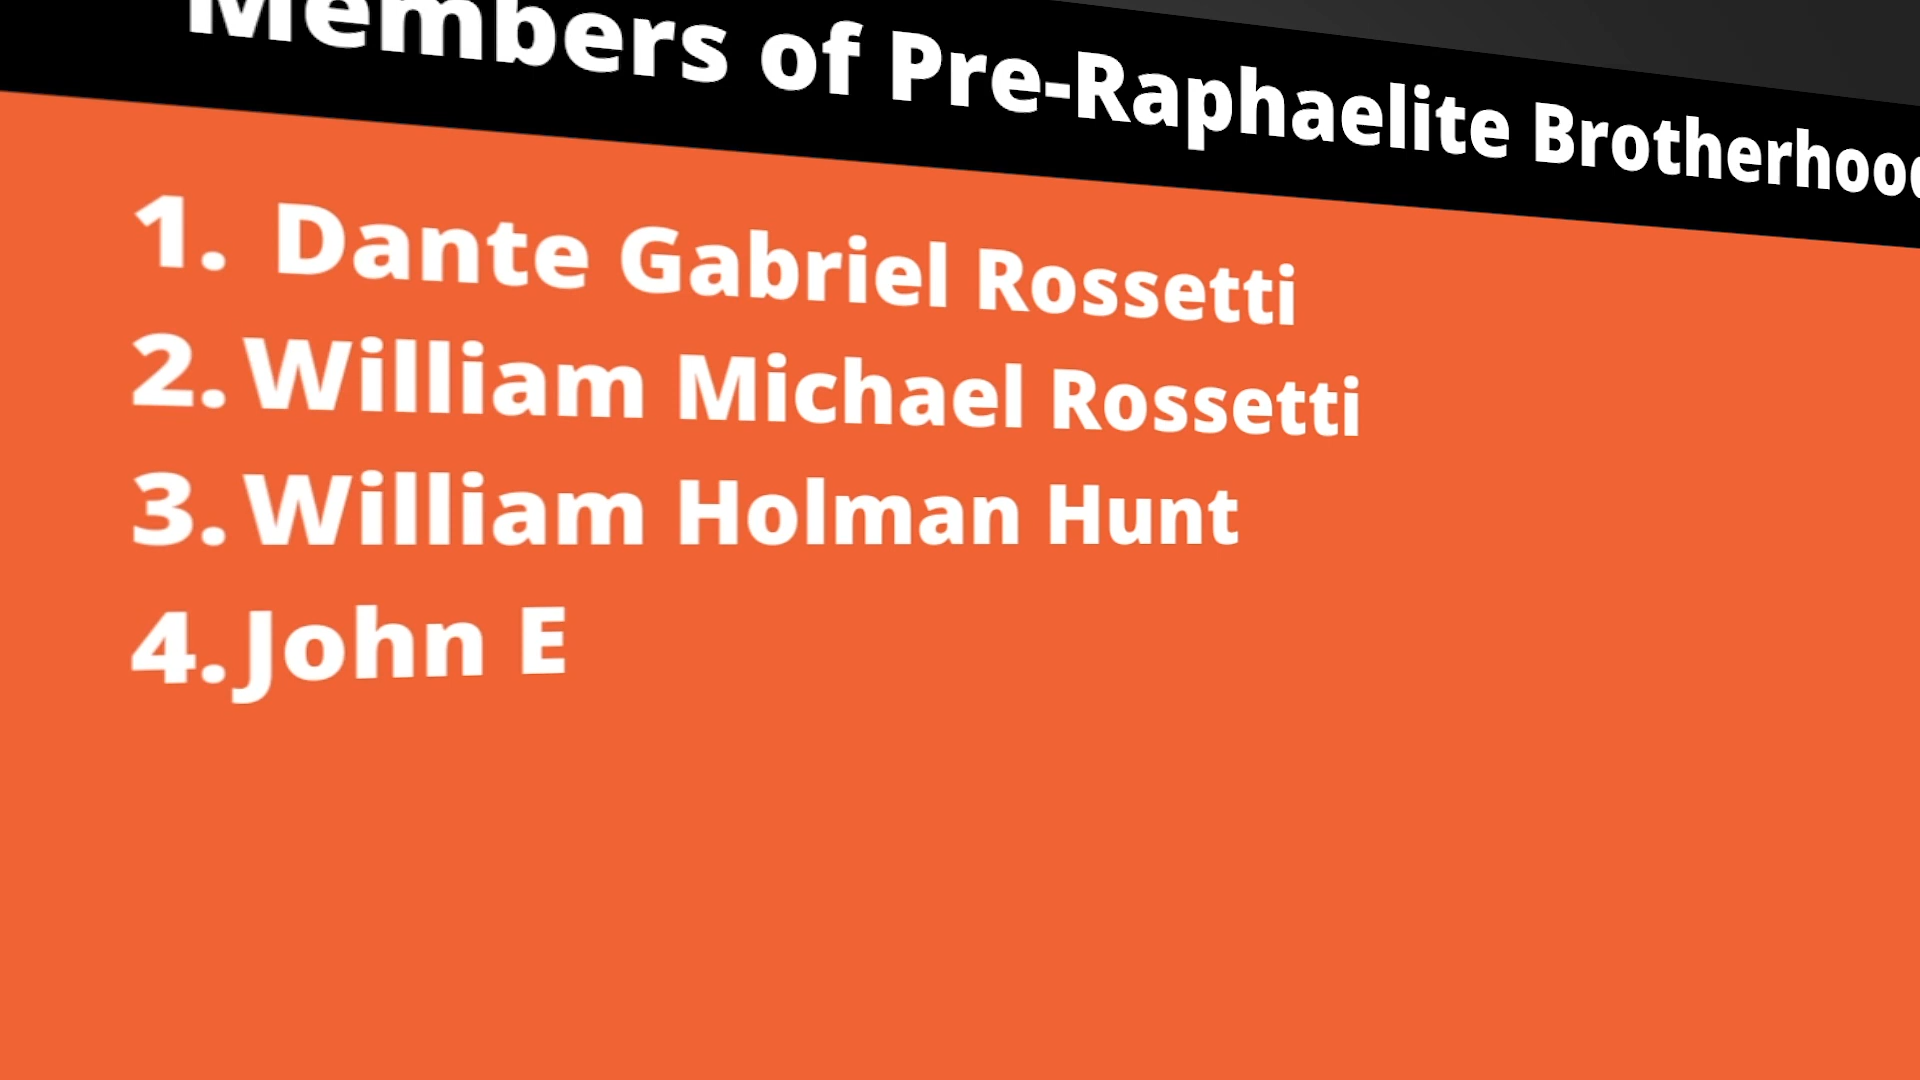 Members of Pre-Raphaelite Brotherhood
1. Dante Gabriel Rossetti
2. William Michael Rossetti
3. William Holman Hunt
4. John E